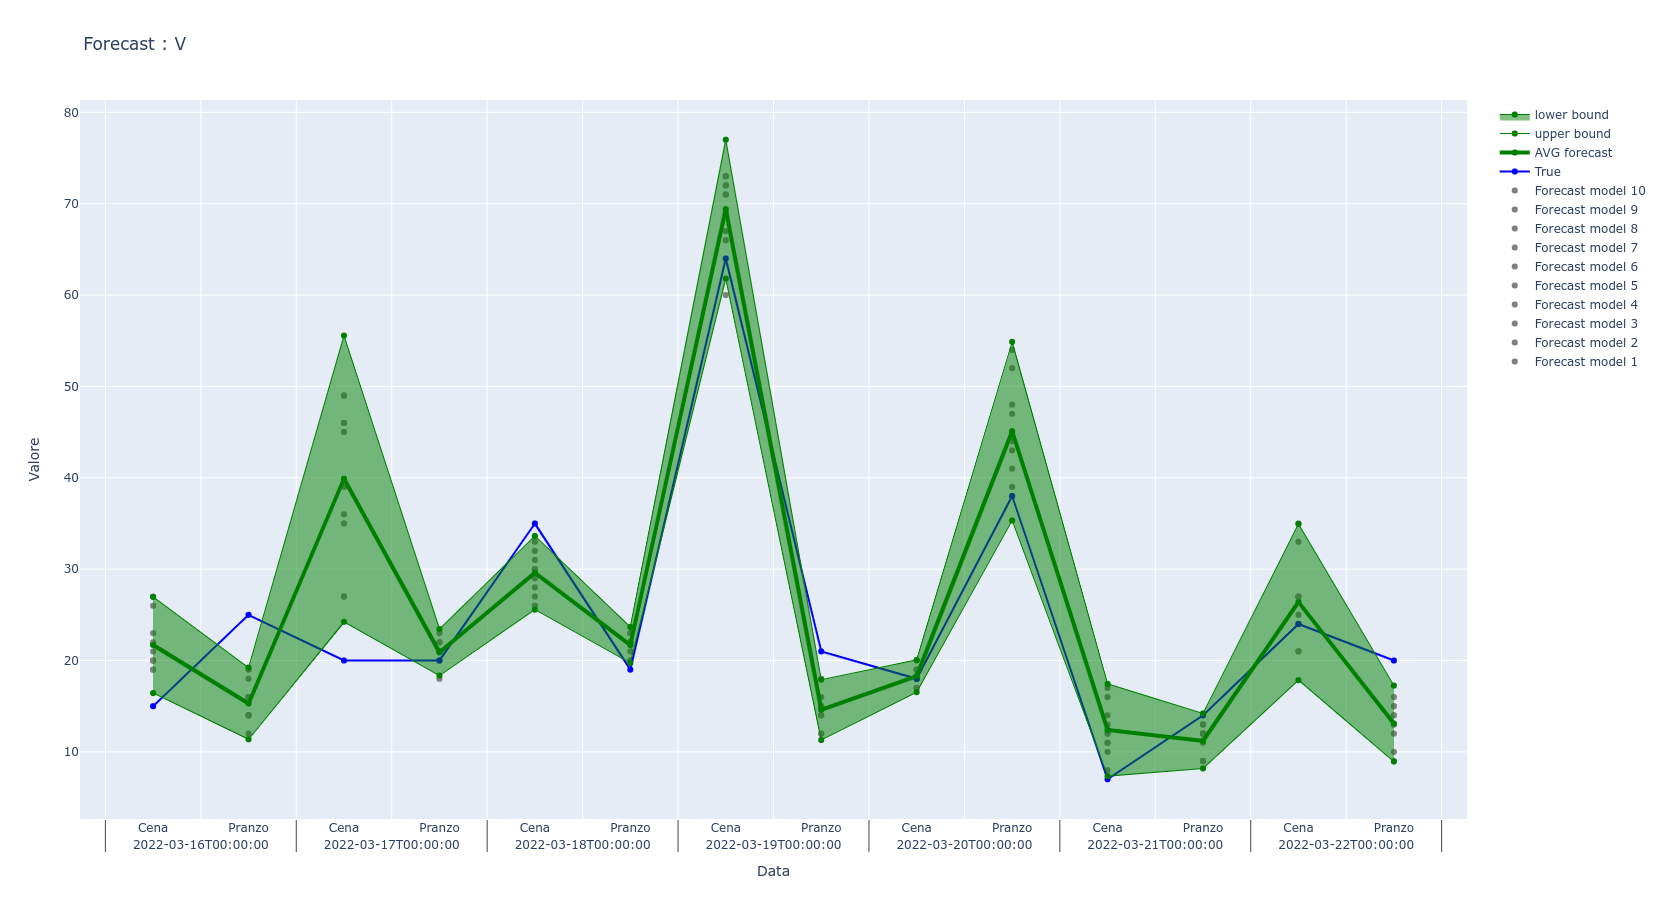 Forecast : V
80
70
60
50
40
30
20
10
Valore
Cena Pranzo Cena Pranzo Cena Pranzo Cena Pranzo Cena Pranzo Cena Pranzo Cena Pranzo
2022-03-16T00:00:00 2022-03-17T00:00:00 2022-03-18T00:00:00 2022-03-19T00:00:00 2022-03-20T00:00:00 2022-03-21T00:00:00 2022-03-22T00:00:00
Data
lower bound
upper bound
AVG forecast
True
Forecast model 10
Forecast model 9
Forecast model 8
Forecast model 7
Forecast model 6
Forecast model 5
Forecast model 4
Forecast model 3
Forecast model 2
Forecast model 1